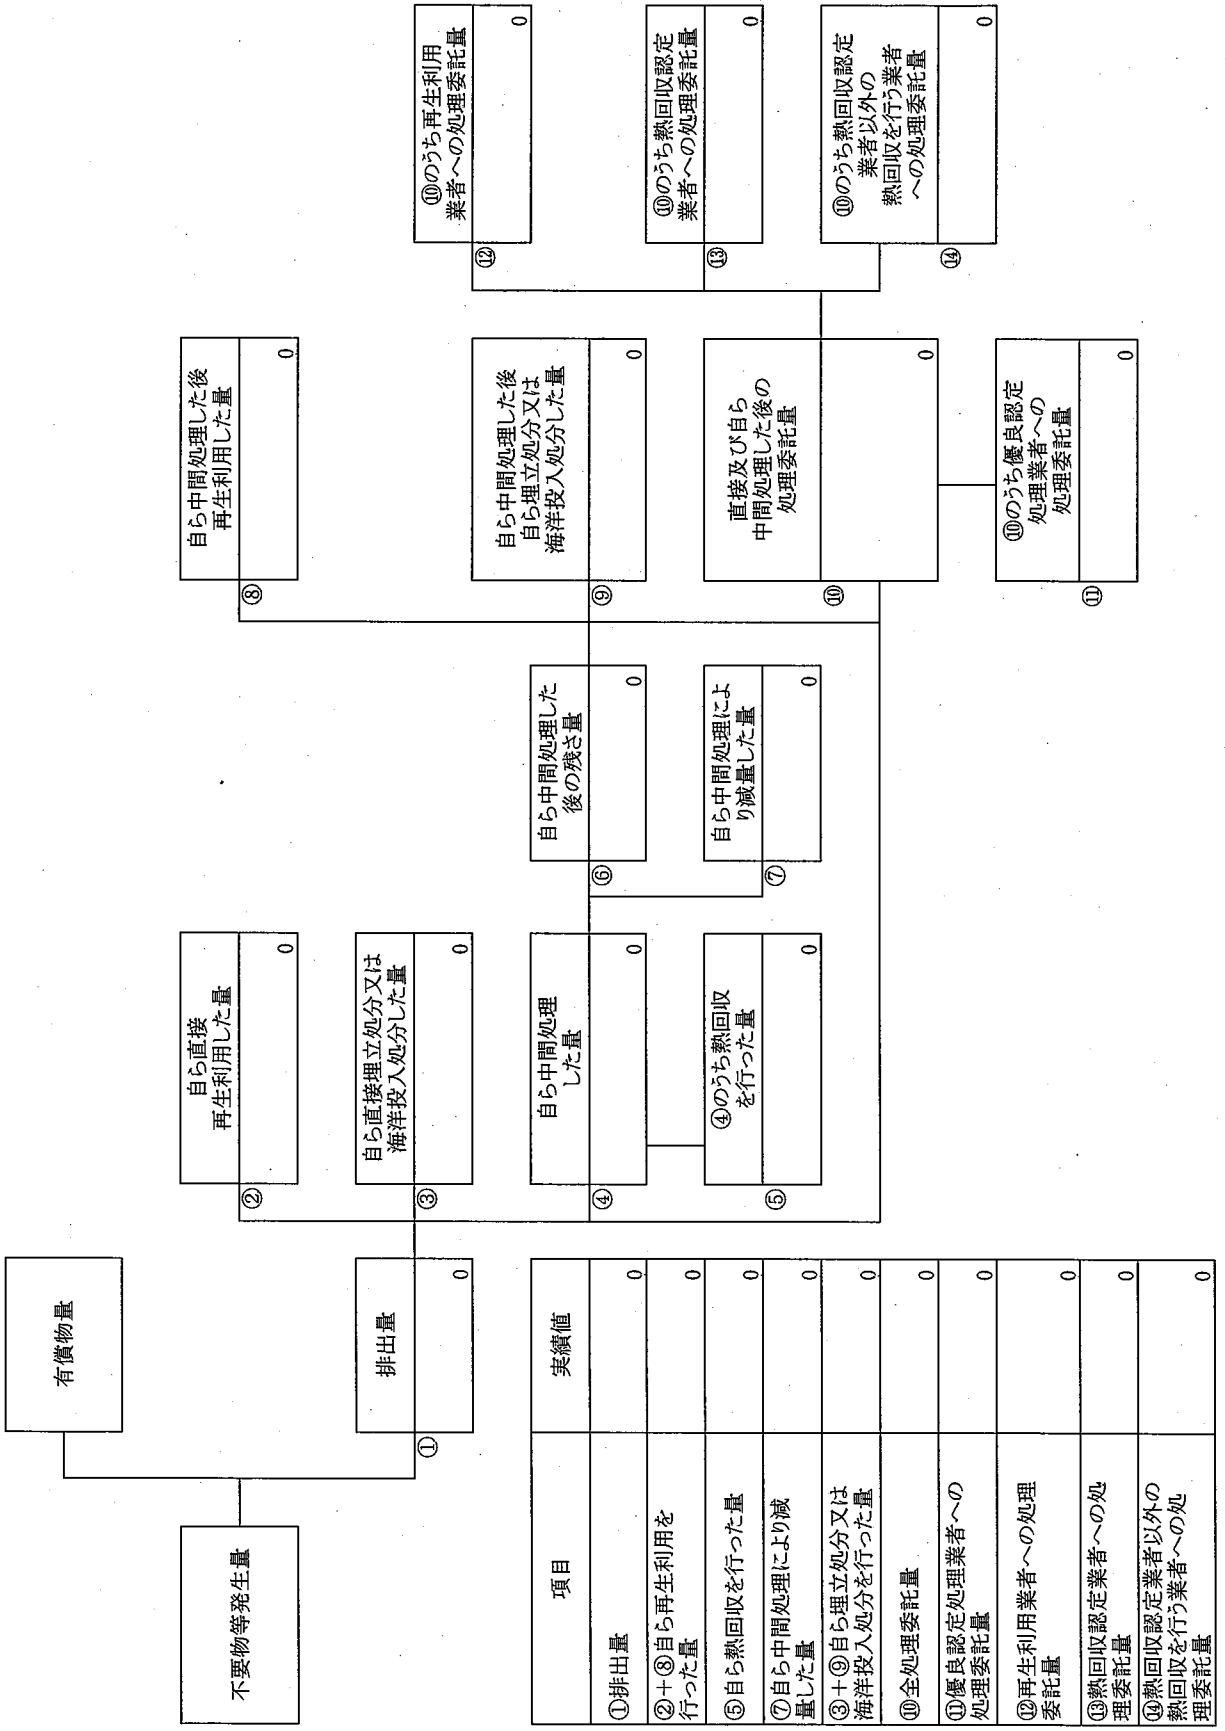 不要物等発生量
有償物量
①
排出量
0
②
自ら直接
再生利用した量
0
③
自ら直接埋立処分又は
海洋投入処分した量
0
④
自ら中間処理
した量
0
⑤
④のうち熱回収
を行った量
0
⑥
自ら中間処理した
後の残さ量
0
⑦
自ら中間処理によ
り減量した量
0
⑧
自ら中間処理した後
再生利用した量
0
⑨
自ら中間処理した後
自ら埋立処分又は
海洋投入処分した量
0
⑩
直接及び自ら
中間処理した後の
処理委託量
0
⑪
⑩のうち優良認定
処理業者への
処理委託量
0
⑫
⑩のうち再生利用
業者への処理委託量
0
⑬
⑩のうち熱回収認定
業者への処理委託量
0
⑭
⑩のうち熱回収認定
業者以外の
熱回収を行う業者
への処理委託量
0
項目 実績値
①排出量 0
②+⑧自ら再生利用を
行った量 0
⑤自ら熱回収を行った量 0
⑦自ら中間処理により減
量した量 0
③+⑨自ら埋立処分又は
海洋投入処分を行った量 0
⑩全処理委託量 0
⑪優良認定処理業者への
処理委託量 0
⑫再生利用業者への処理
委託量 0
⑬熱回収認定業者への処
理委託量 0
⑭熱回収認定業者以外の
熱回収を行う業者への処
理委託量 0